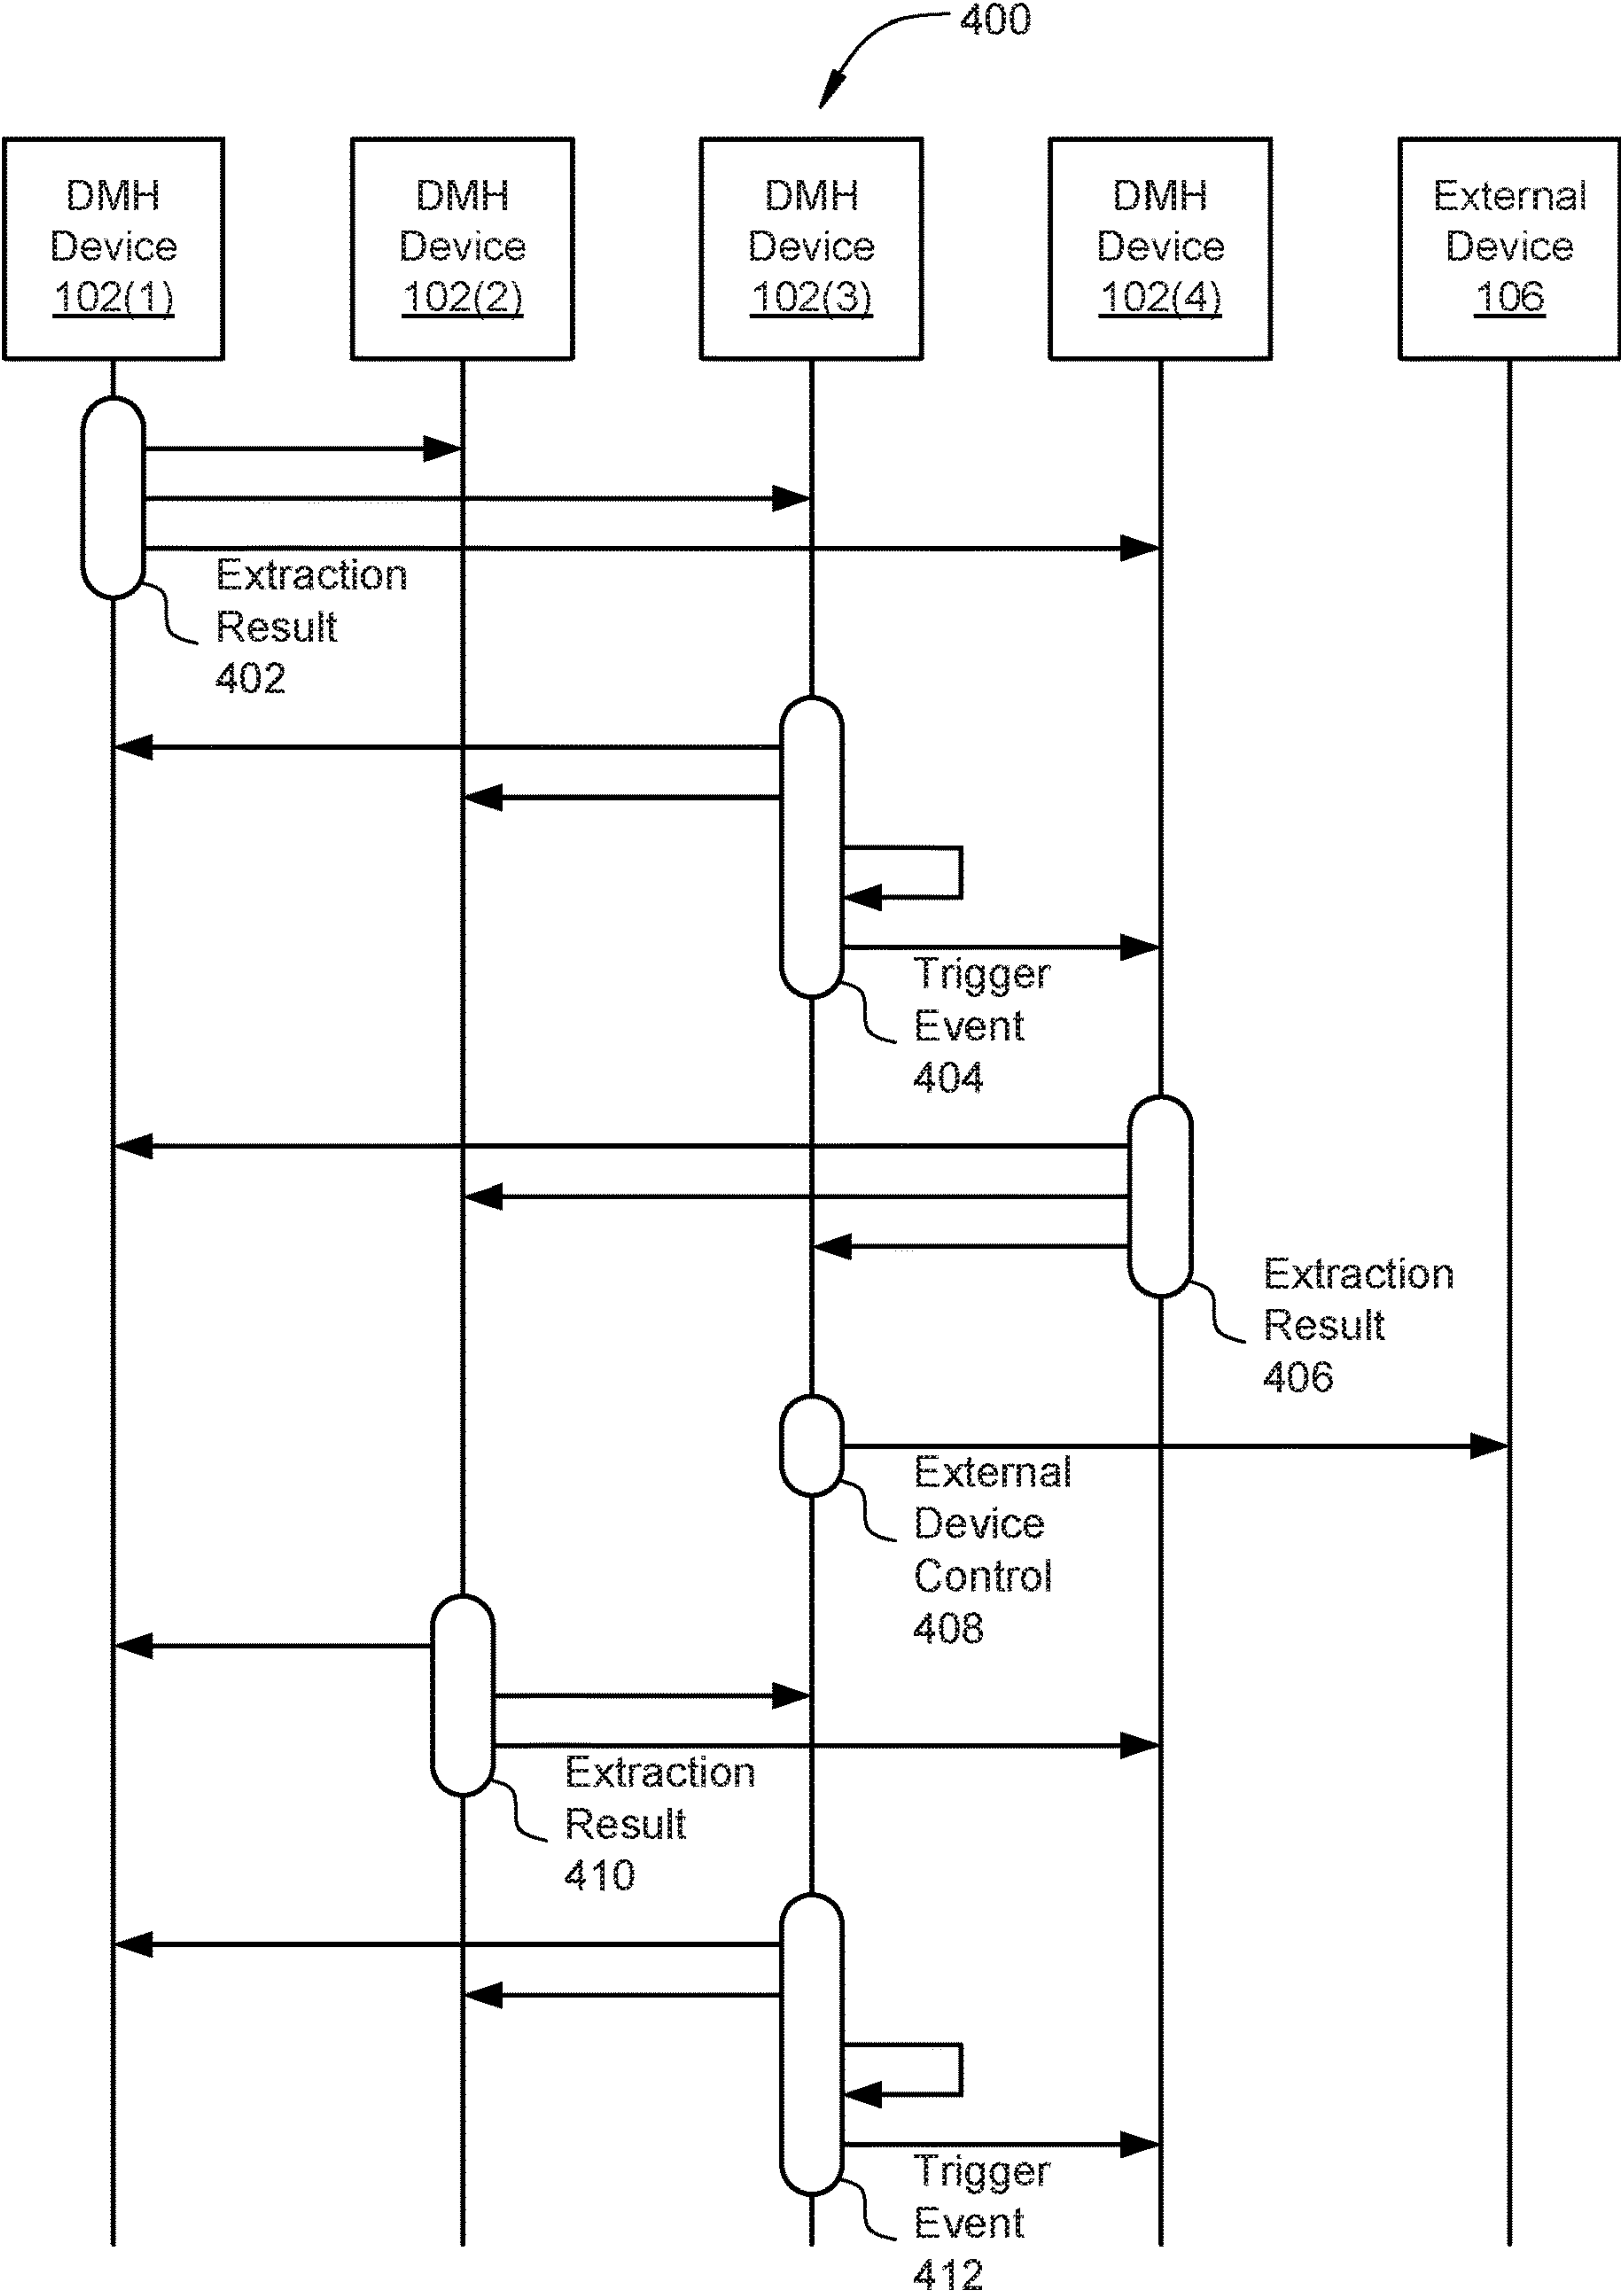 400
DMH
Device
102(1)
DMH
Device
102(2)
DMH
Device
102(3)
DMH
Device
102(4)
External
Device
106
Extraction
Result
402
Trigger
Event
404
Extraction
Result
406
External
Device
Control
408
Extraction
Result
410
Trigger
Event
412